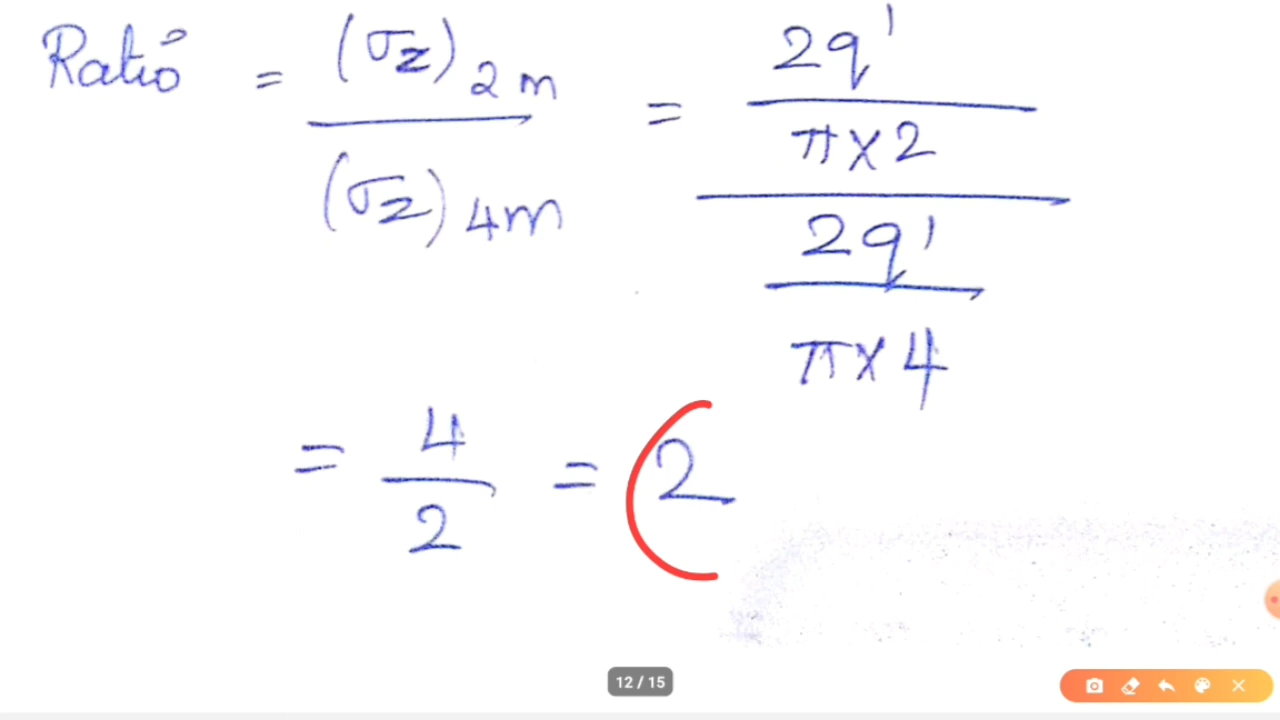 Ratio = (σz)2m / (σz)4m = 2q' / π×2 / 2q' / π×4
= 4/2 = 2
12 / 15